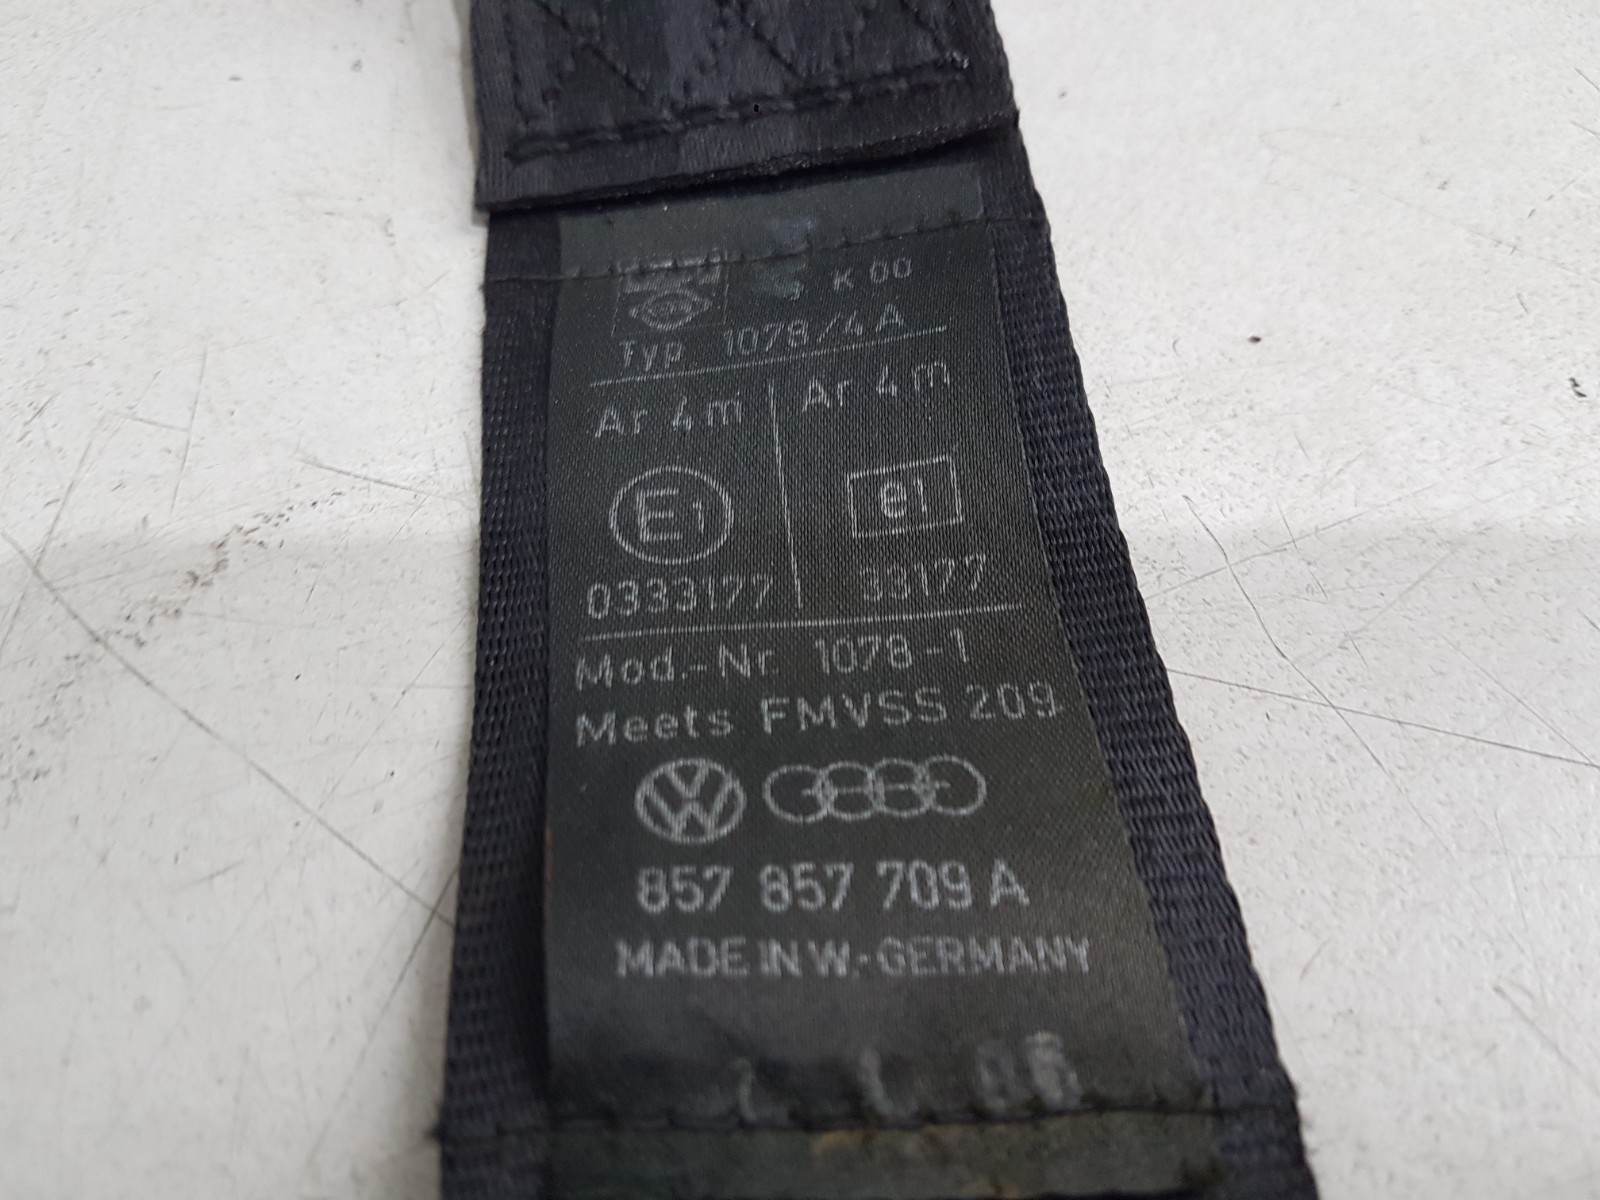 K 00
Typ 1078/4A
Ar 4m Ar 4m
E1 e1
0333177 33177
Mod.-Nr. 1078-1
Meets FMVSS 209
857 857 709 A
MADE IN W.-GERMANY